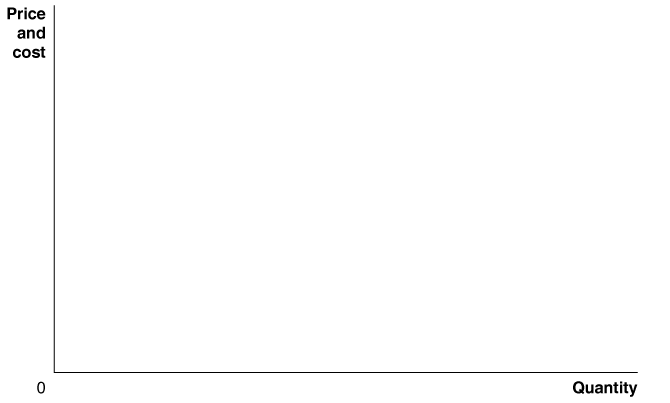 Price
and
cost
0
Quantity